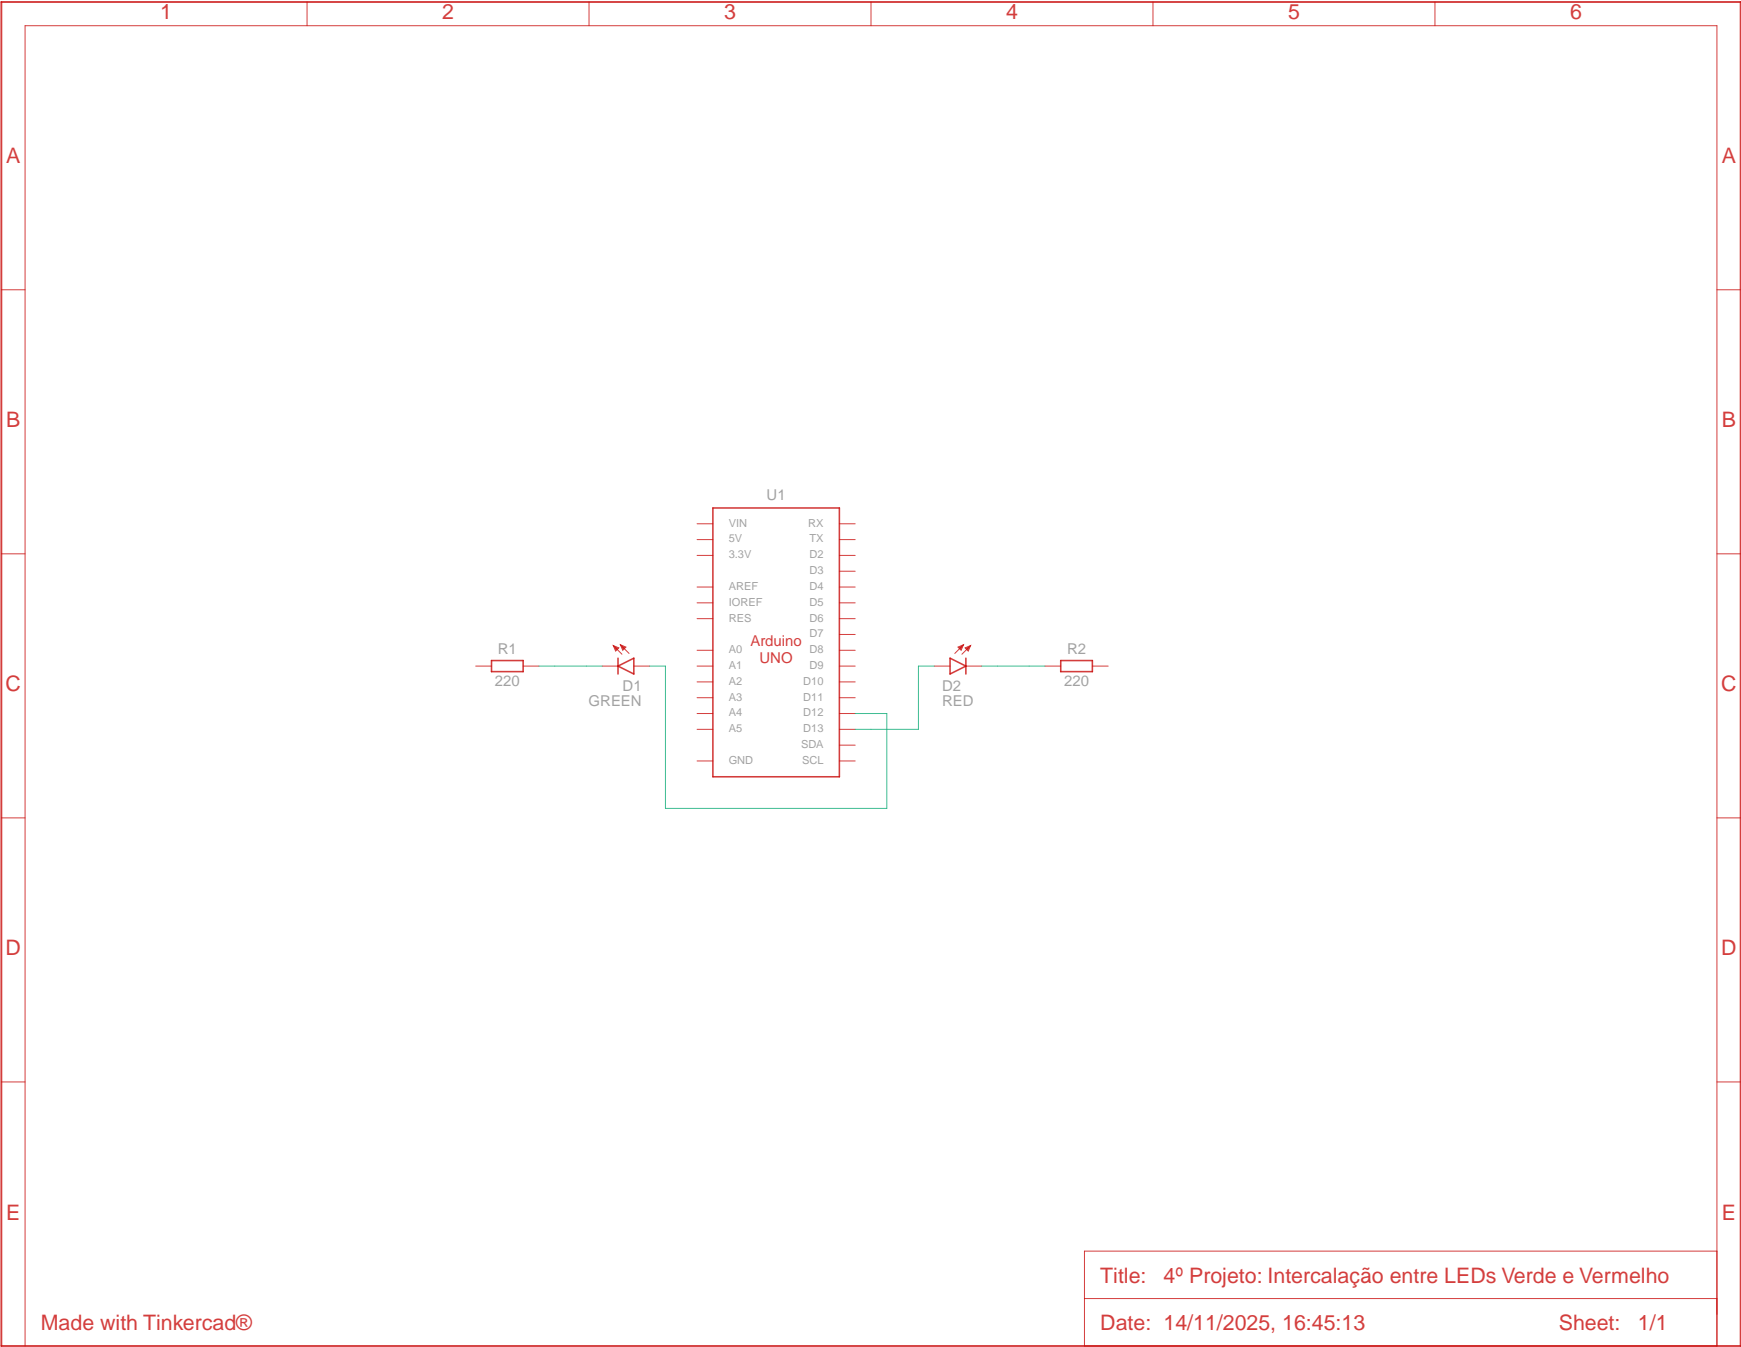 1 2 3 4 5 6
A A
B B
U1
VIN RX
5V TX
3.3V D2
D3
AREF D4
IOREF D5
RES D6
D7
Arduino
UNO
A0 D8
A1 D9
A2 D10
A3 D11
A4 D12
A5 D13
SDA
GND SCL
R1
220
D1
GREEN
D2
RED
R2
220
C C
D D
E E
Title: 4º Projeto: Intercalação entre LEDs Verde e Vermelho
Date: 14/11/2025, 16:45:13 Sheet: 1/1
Made with Tinkercad®